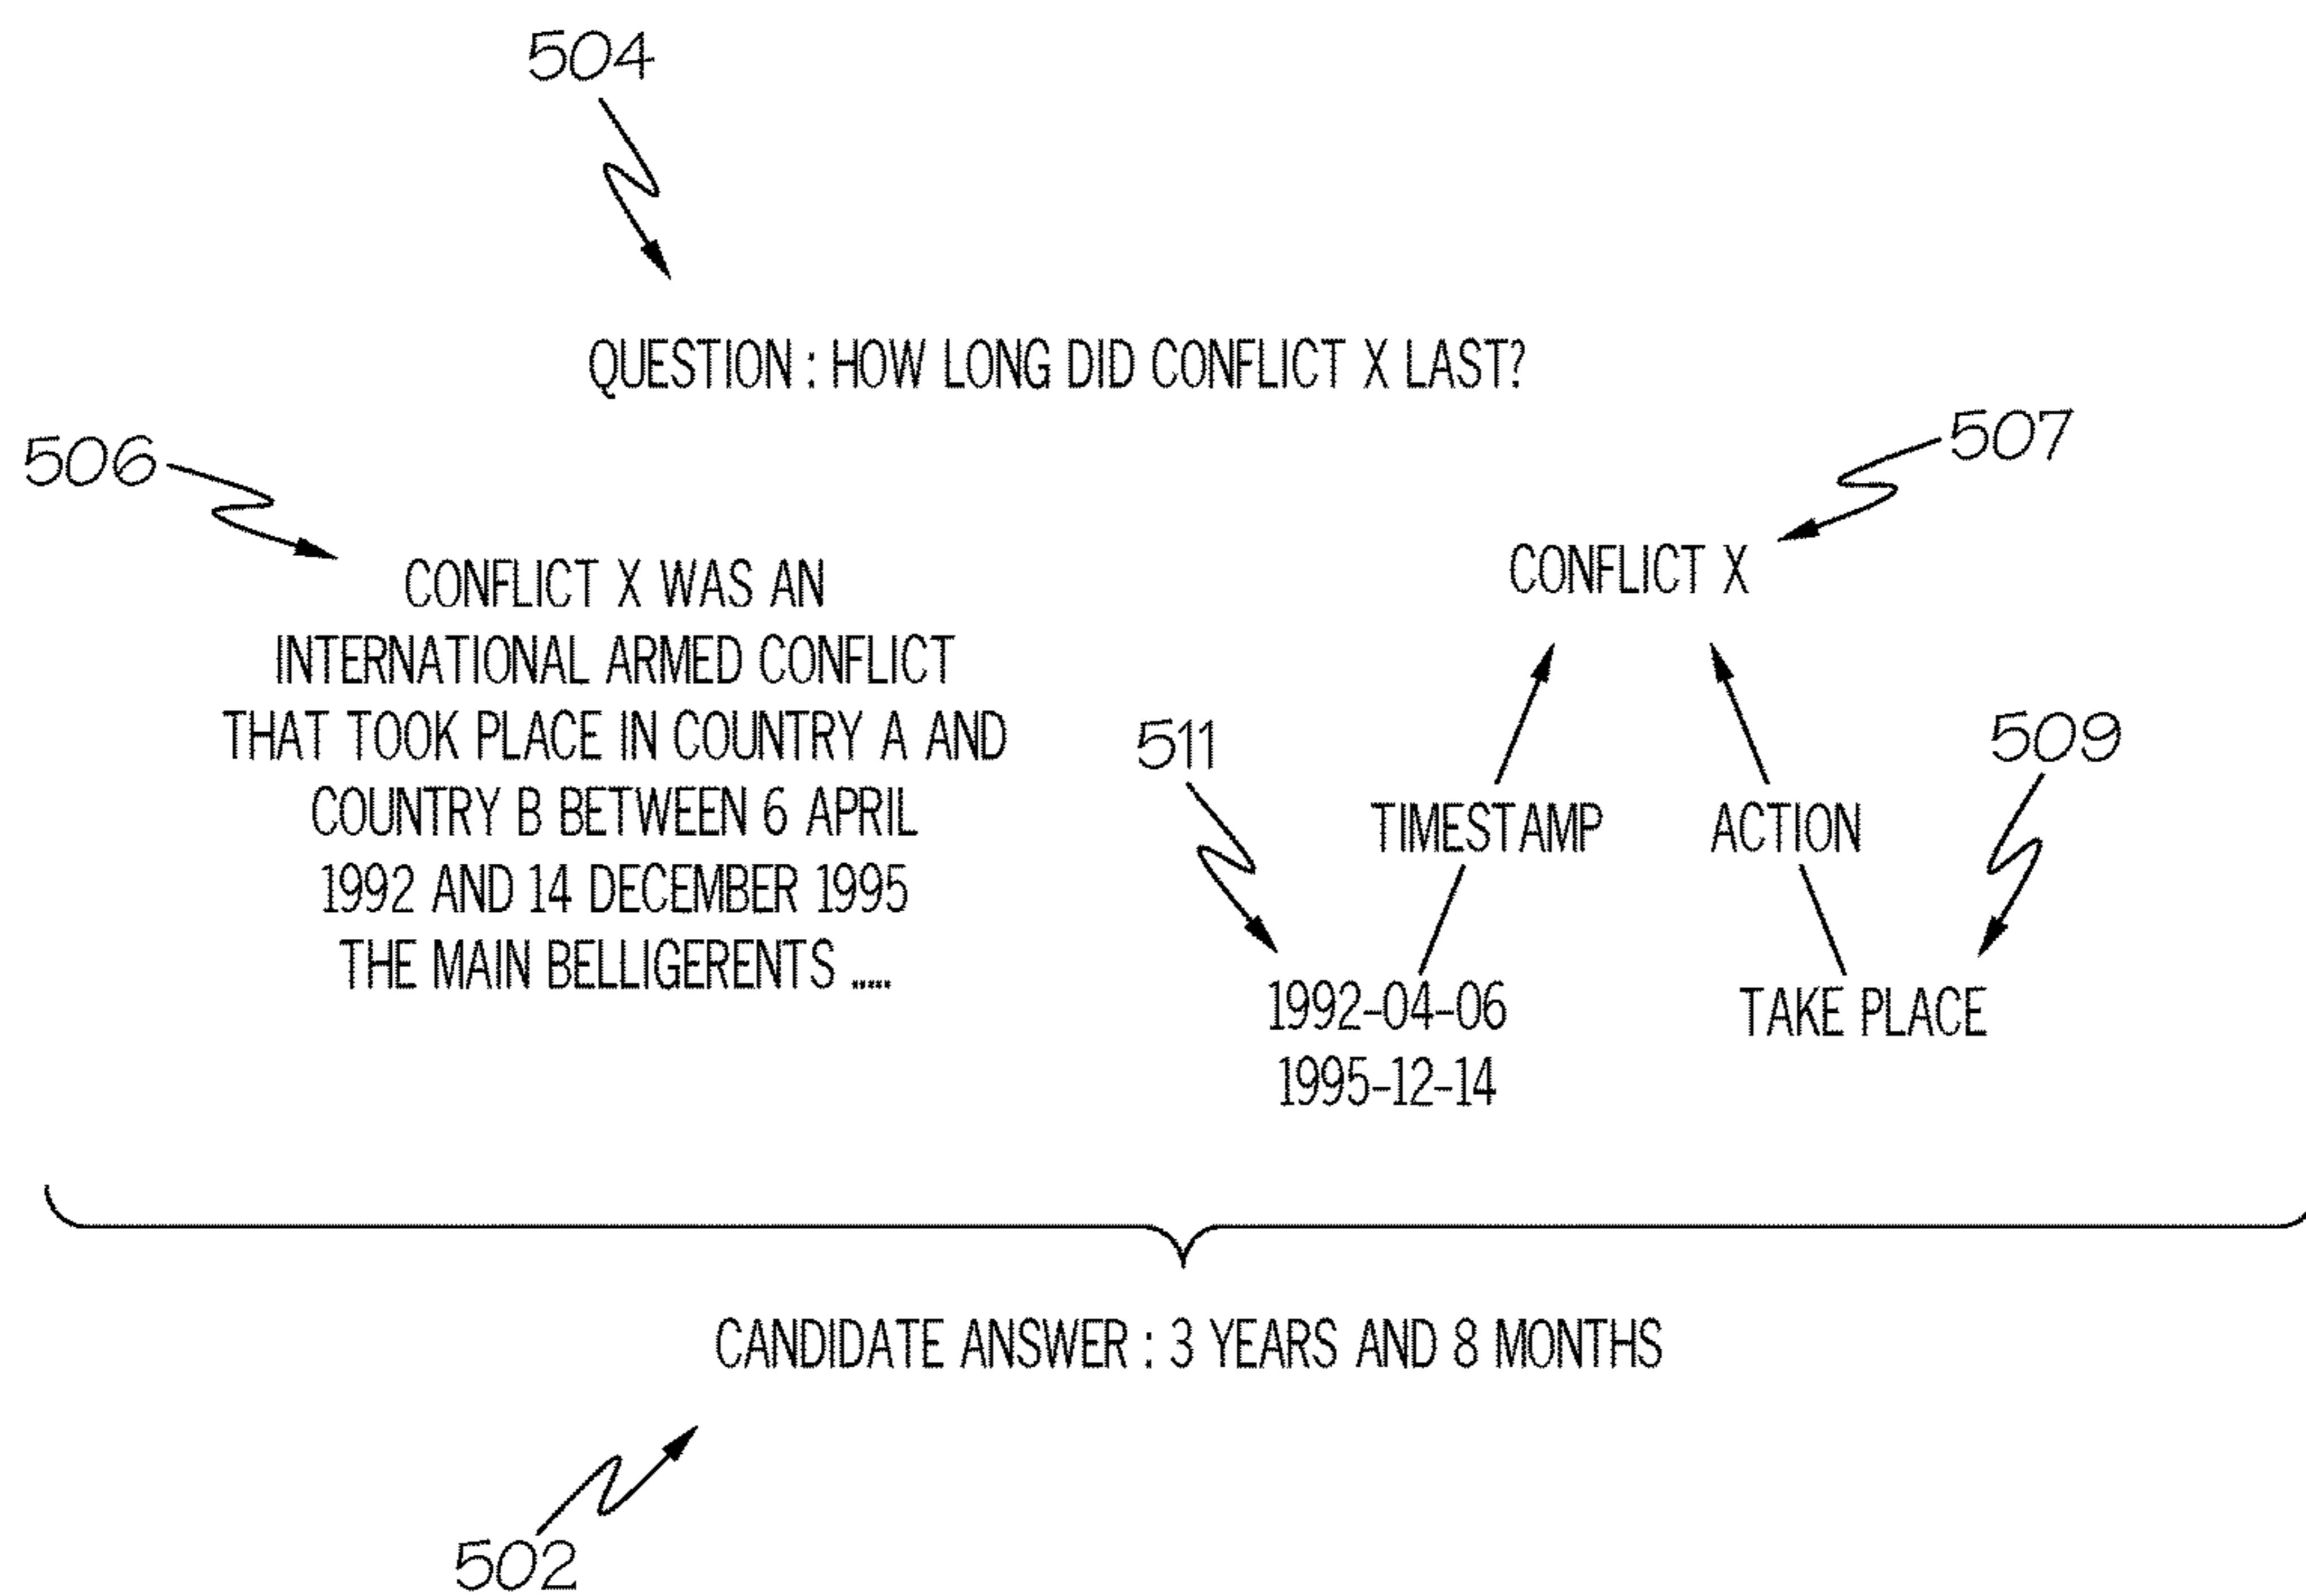 504
QUESTION : HOW LONG DID CONFLICT X LAST?
506
507
CONFLICT X WAS AN
INTERNATIONAL ARMED CONFLICT
THAT TOOK PLACE IN COUNTRY A AND
COUNTRY B BETWEEN 6 APRIL
1992 AND 14 DECEMBER 1995
THE MAIN BELLIGERENTS .....
CONFLICT X
511
509
TIMESTAMP
ACTION
1992-04-06
1995-12-14
TAKE PLACE
CANDIDATE ANSWER : 3 YEARS AND 8 MONTHS
502